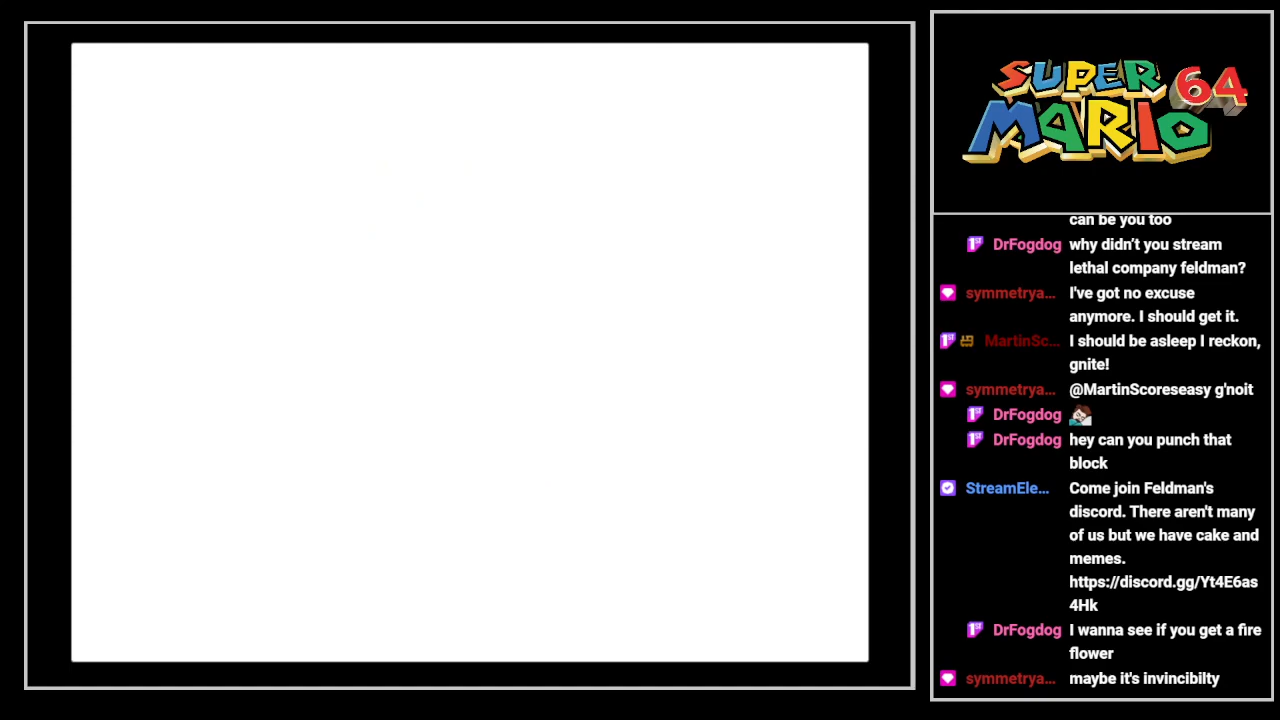 SUPER
MARIO 64
can be you too
DrFogdog why didn't you stream
lethal company feldman?
symmetrya... I've got no excuse
anymore. I should get it.
MartinSc... I should be asleep I reckon,
gnite!
symmetrya... @MartinScoreseasy g'noit
DrFogdog
DrFogdog hey can you punch that
block
StreamEle... Come join Feldman's
discord. There aren't many
of us but we have cake and
memes.
https://discord.gg/Yt4E6as
4Hk
DrFogdog I wanna see if you get a fire
flower
symmetrya... maybe it's invincibilty